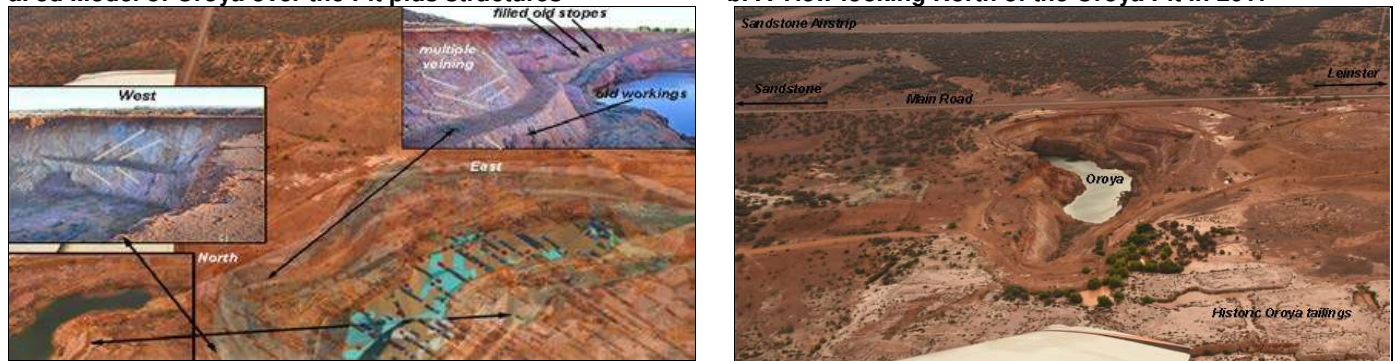 filled old stopes
multiple
veining
old workings
West
East
North
Sandstone Airstrip
Leinster
Sandstone
Main Road
Oroya
Historic Oroya tailings